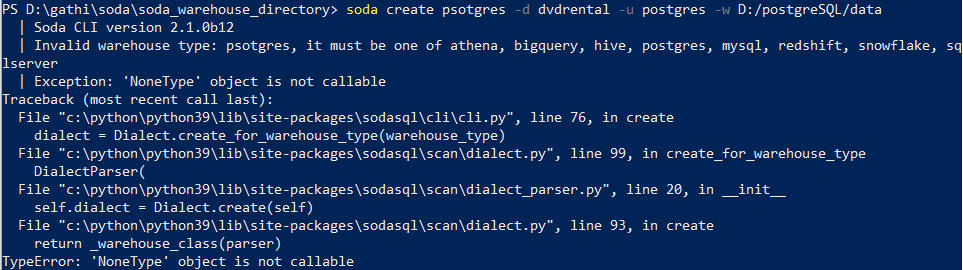 PS D:\gathi\soda\soda_warehouse_directory> soda create psotgres -d dvdrental -u postgres -w D:/postgreSQL/data
  | Soda CLI version 2.1.0b12
  | Invalid warehouse type: psotgres, it must be one of athena, bigquery, hive, postgres, mysql, redshift, snowflake, sq
lserver
  | Exception: 'NoneType' object is not callable
Traceback (most recent call last):
  File "c:\python\python39\lib\site-packages\sodasql\cli\cli.py", line 76, in create
    dialect = Dialect.create_for_warehouse_type(warehouse_type)
  File "c:\python\python39\lib\site-packages\sodasql\scan\dialect.py", line 99, in create_for_warehouse_type
    DialectParser(
  File "c:\python\python39\lib\site-packages\sodasql\scan\dialect_parser.py", line 20, in __init__
    self.dialect = Dialect.create(self)
  File "c:\python\python39\lib\site-packages\sodasql\scan\dialect.py", line 93, in create
    return _warehouse_class(parser)
TypeError: 'NoneType' object is not callable